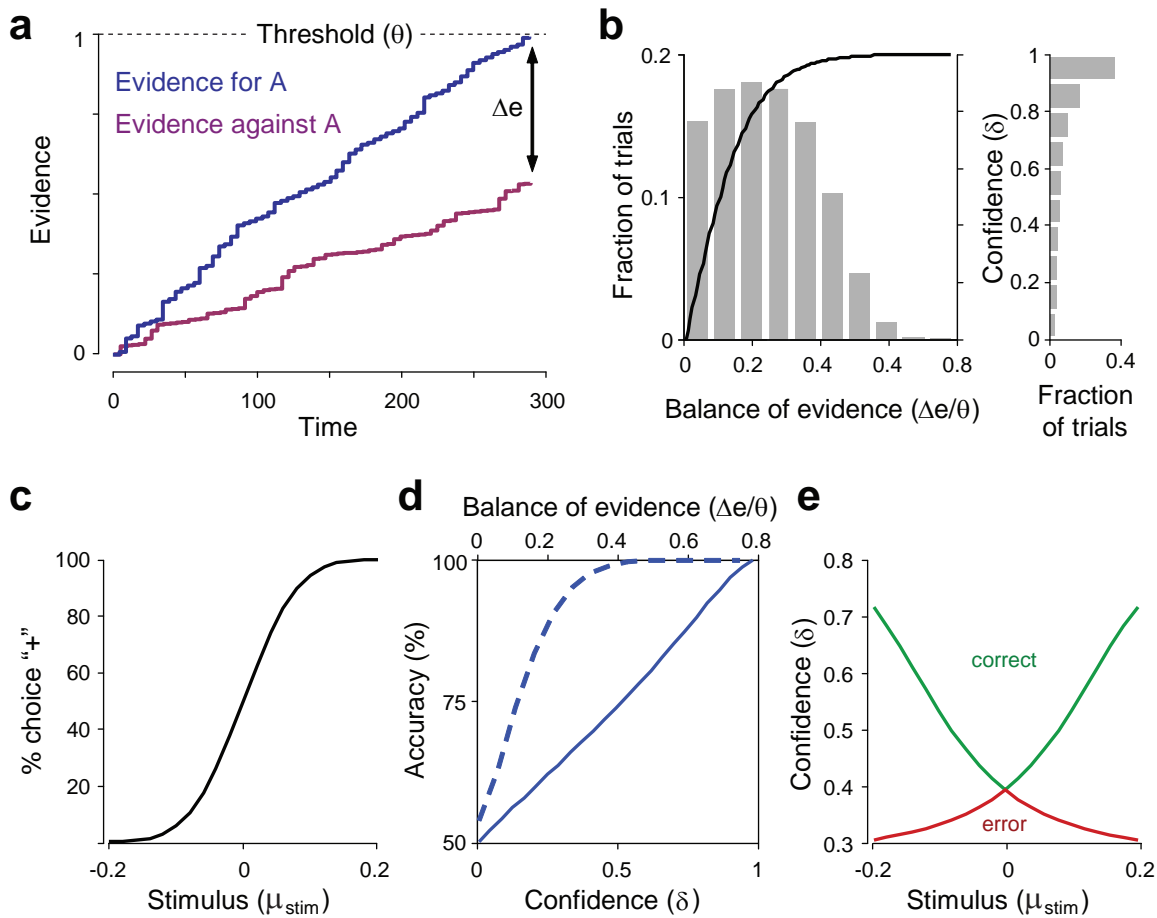 a
1
Threshold (θ)
Evidence for A
Evidence against A
Δe
Evidence
0
0
100
200
300
Time
b
0.2
0.1
0
Fraction of trials
0
0.2
0.4
0.4
0.8
Balance of evidence (Δe/θ)
1
0.8
0.6
0.4
0.2
0
Confidence (δ)
0
0.4
Fraction
of trials
c
100
80
60
40
20
% choice “+”
-0.2
0
0.2
Stimulus (μstim)
d
Balance of evidence (Δe/θ)
0
0.2
0.4
0.6
0.8
100
75
50
Accuracy (%)
0
0.5
1
Confidence (δ)
e
0.8
0.7
0.6
0.5
0.4
0.3
Confidence (δ)
correct
error
-0.2
0
0.2
Stimulus (μstim)